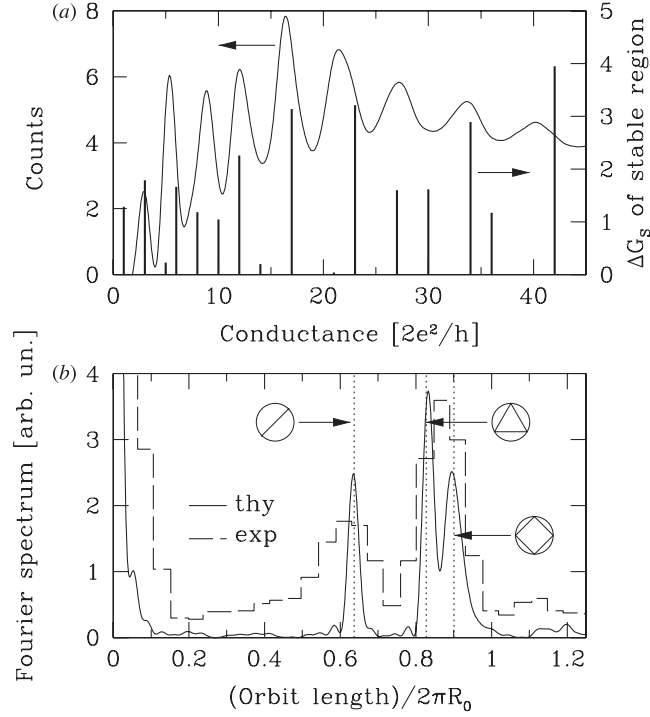 (a)
8
6
4
2
0
Counts
5
4
3
2
1
0
ΔG_S of stable region
0 10 20 30 40
Conductance [2e²/h]
(b)
4
3
2
1
0
Fourier spectrum [arb. un.]
thy
exp
0 0.2 0.4 0.6 0.8 1 1.2
(Orbit length)/2πR₀